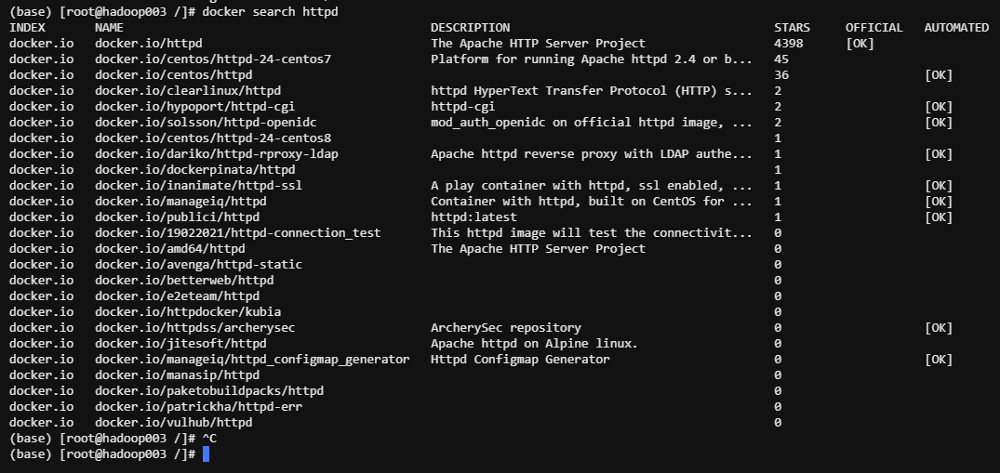 (base) [root@hadoop003 /]# docker search httpd
INDEX NAME DESCRIPTION STARS OFFICIAL AUTOMATED
docker.io docker.io/httpd The Apache HTTP Server Project 4398 [OK]
docker.io docker.io/centos/httpd-24-centos7 Platform for running Apache httpd 2.4 or b... 45
docker.io docker.io/centos/httpd 36 [OK]
docker.io docker.io/clearlinux/httpd httpd HyperText Transfer Protocol (HTTP) s... 2
docker.io docker.io/hypoport/httpd-cgi httpd-cgi 2 [OK]
docker.io docker.io/solsson/httpd-openidc mod_auth_openidc on official httpd image, ... 2 [OK]
docker.io docker.io/centos/httpd-24-centos8 1
docker.io docker.io/dariko/httpd-rproxy-ldap Apache httpd reverse proxy with LDAP authe... 1 [OK]
docker.io docker.io/dockerpinata/httpd 1
docker.io docker.io/inanimate/httpd-ssl A play container with httpd, ssl enabled, ... 1 [OK]
docker.io docker.io/manageiq/httpd Container with httpd, built on CentOS for ... 1 [OK]
docker.io docker.io/publici/httpd httpd:latest 1 [OK]
docker.io docker.io/19022021/httpd-connection_test This httpd image will test the connectivit... 0
docker.io docker.io/amd64/httpd The Apache HTTP Server Project 0
docker.io docker.io/avenga/httpd-static 0
docker.io docker.io/betterweb/httpd 0
docker.io docker.io/e2eteam/httpd 0
docker.io docker.io/httpdocker/kubia 0
docker.io docker.io/httpdss/archerysec ArcherySec repository 0 [OK]
docker.io docker.io/jitesoft/httpd Apache httpd on Alpine linux. 0
docker.io docker.io/manageiq/httpd_configmap_generator Httpd Configmap Generator 0 [OK]
docker.io docker.io/manasip/httpd 0
docker.io docker.io/paketobuildpacks/httpd 0
docker.io docker.io/patrickha/httpd-err 0
docker.io docker.io/vulhub/httpd 0
(base) [root@hadoop003 /]# ^C
(base) [root@hadoop003 /]#